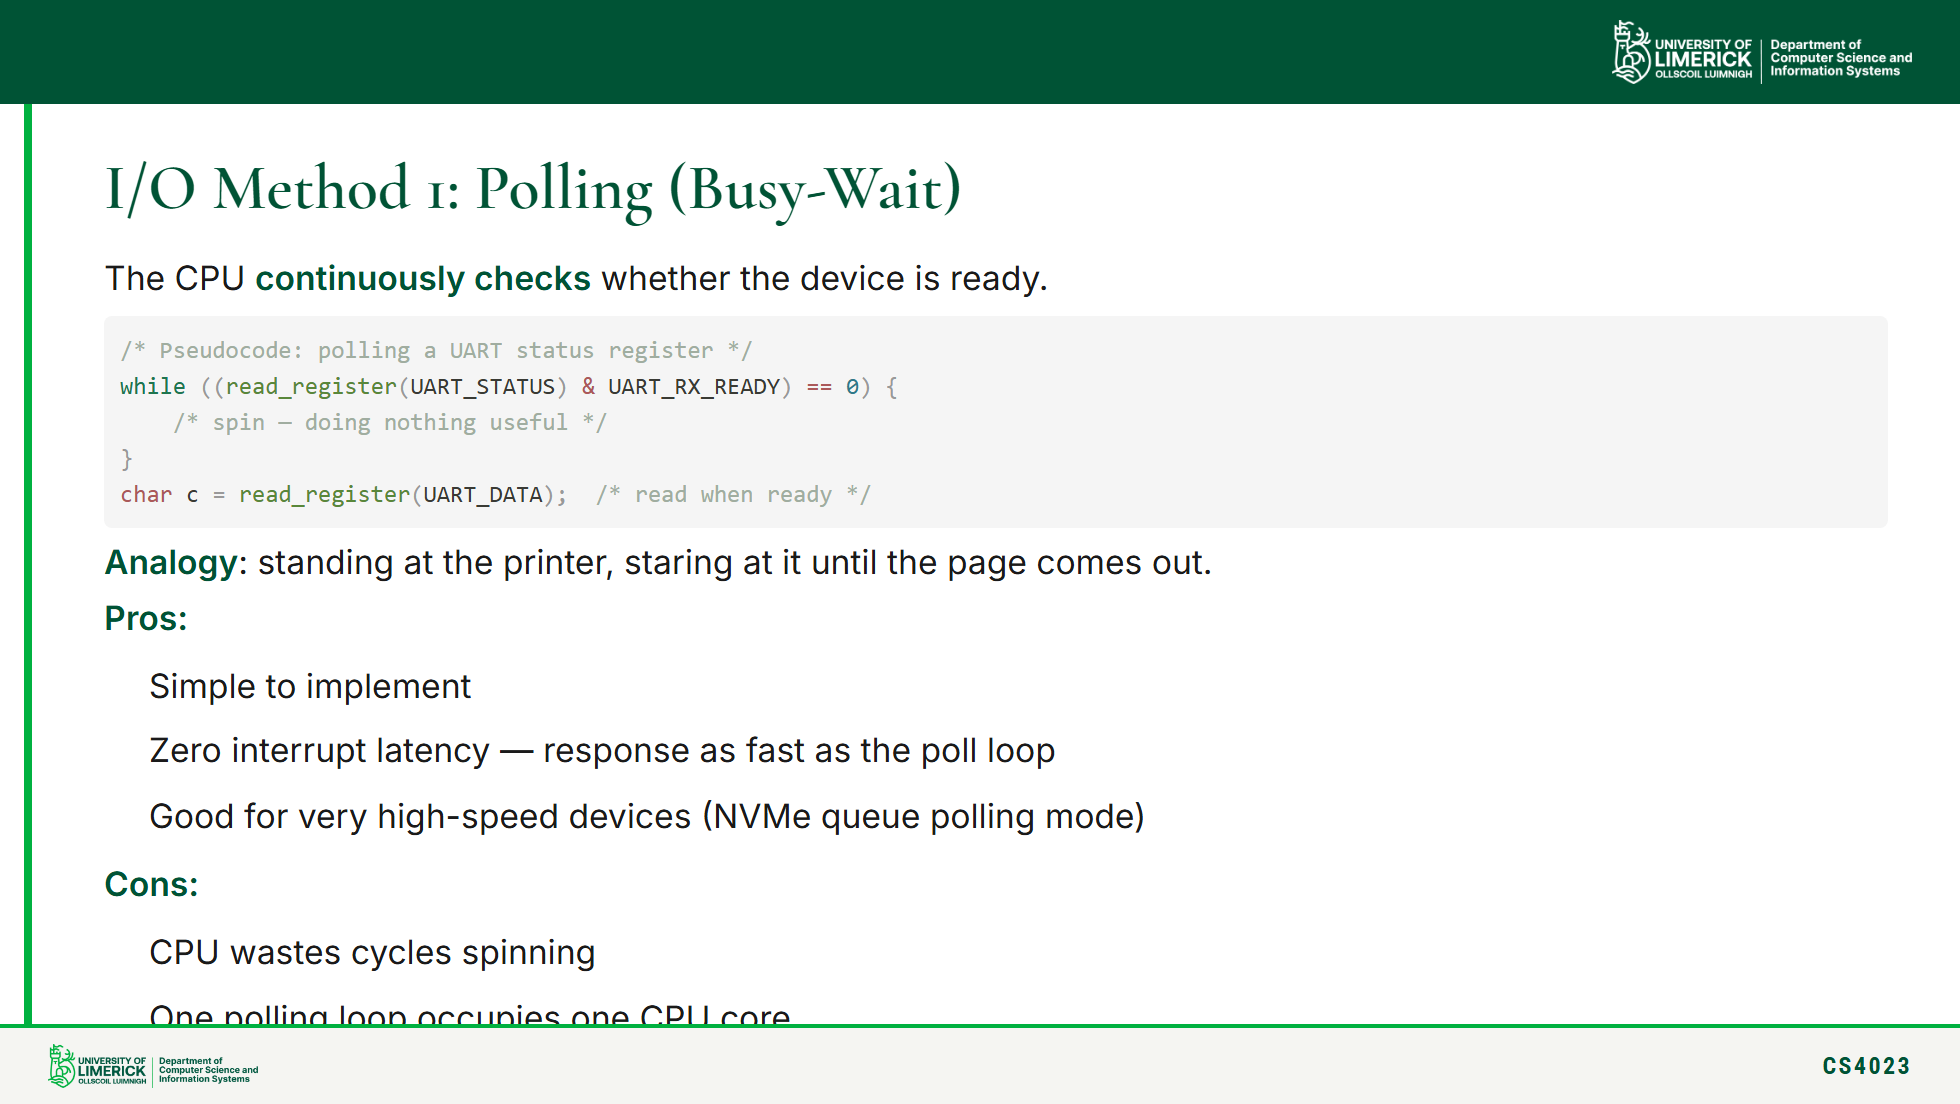 UNIVERSITY OF
LIMERICK
OLLSCOIL LUIMNIGH
Department of
Computer Science and
Information Systems
I/O Method 1: Polling (Busy-Wait)
The CPU continuously checks whether the device is ready.
/* Pseudocode: polling a UART status register */
while ((read_register(UART_STATUS) & UART_RX_READY) == 0) {
    /* spin — doing nothing useful */
}
char c = read_register(UART_DATA);  /* read when ready */
Analogy: standing at the printer, staring at it until the page comes out.
Pros:
Simple to implement
Zero interrupt latency — response as fast as the poll loop
Good for very high-speed devices (NVMe queue polling mode)
Cons:
CPU wastes cycles spinning
One polling loop occupies one CPU core
UNIVERSITY OF
LIMERICK
OLLSCOIL LUIMNIGH
Department of
Computer Science and
Information Systems
CS4023